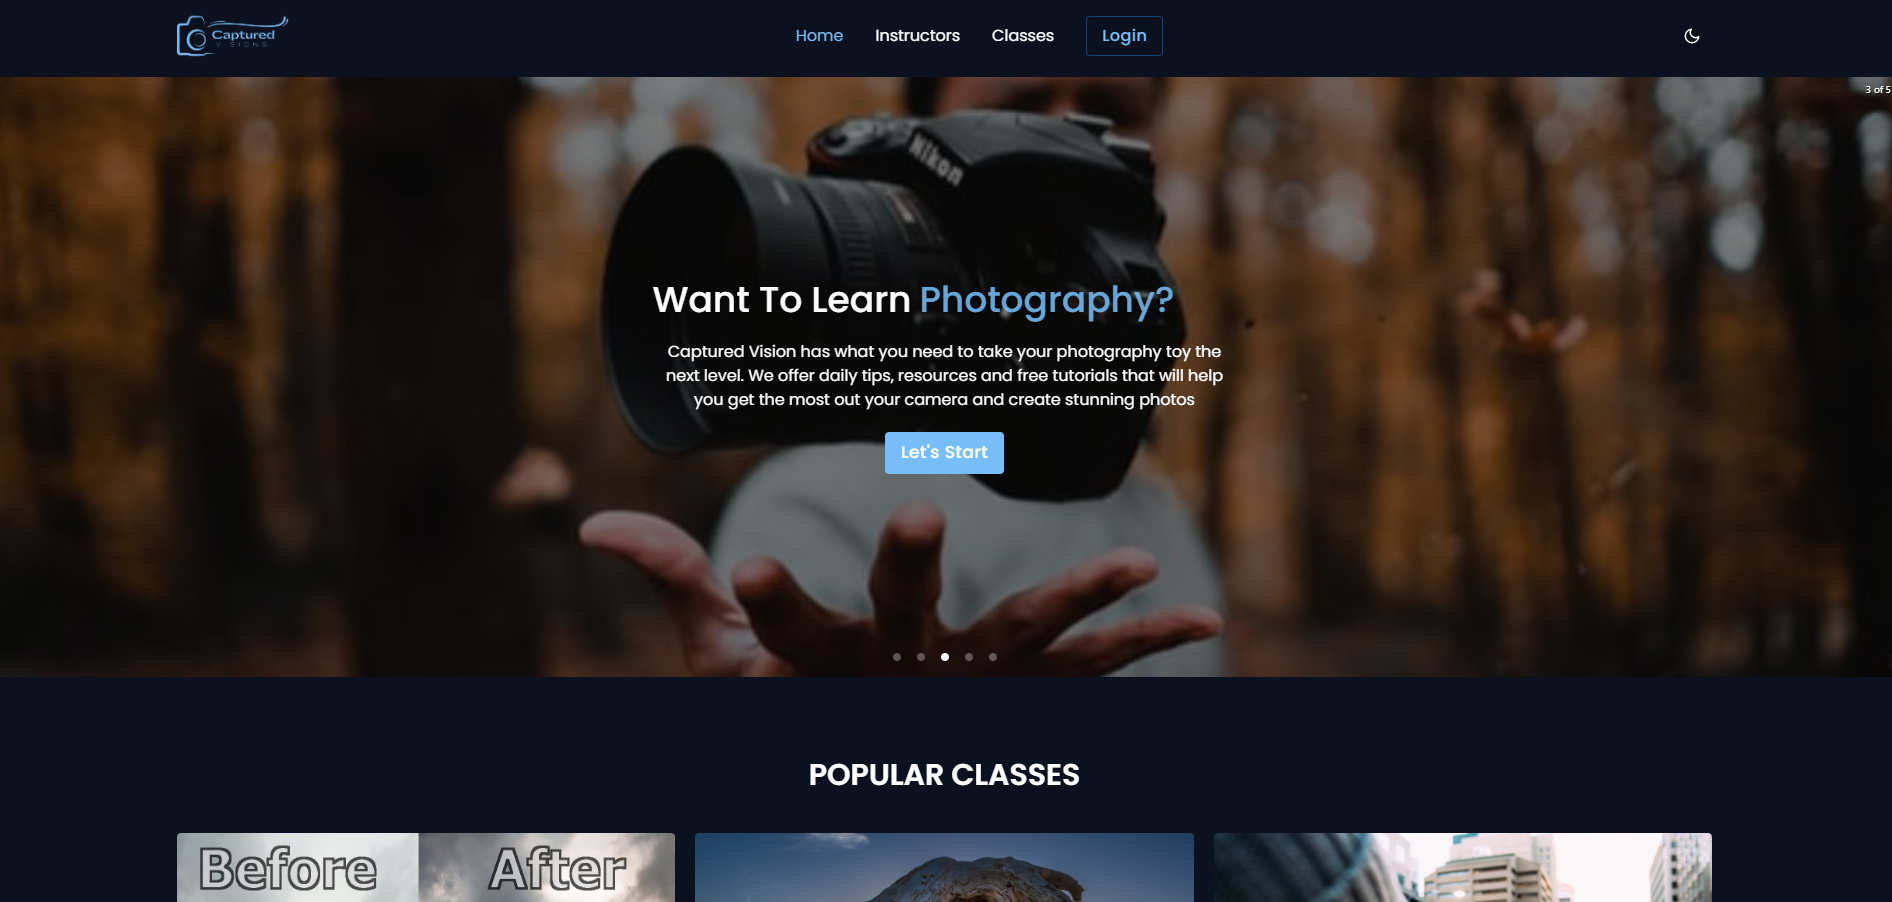 Captured
VISIONS
Home
Instructors
Classes
Login
3 of 5
Nikon
Want To Learn Photography?
Captured Vision has what you need to take your photography toy the
next level. We offer daily tips, resources and free tutorials that will help
you get the most out your camera and create stunning photos
Let's Start
POPULAR CLASSES
Before
After